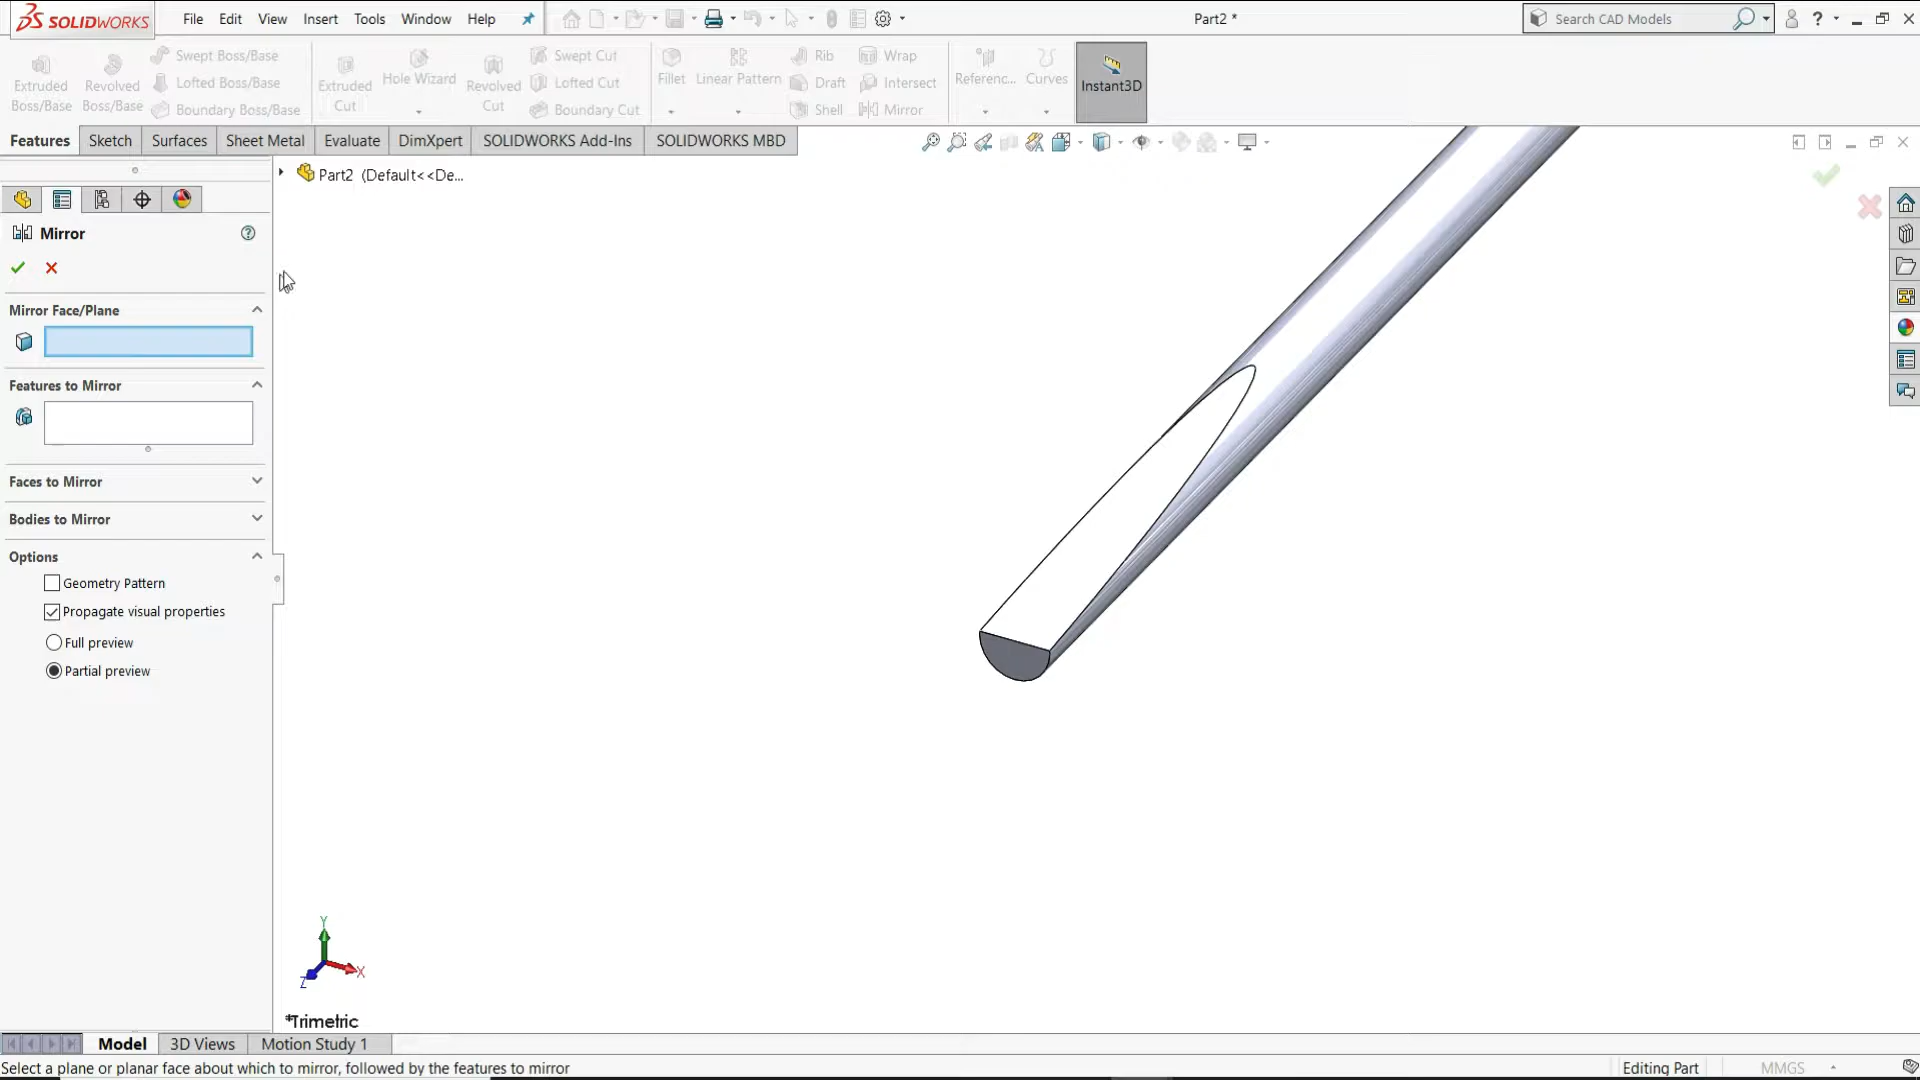 SOLIDWORKS File Edit View Insert Tools Window Help Part2 * Search CAD Models ?
Extruded Boss/Base
Revolved Boss/Base
Swept Boss/Base
Lofted Boss/Base
Boundary Boss/Base
Extruded Cut
Hole Wizard
Revolved Cut
Swept Cut
Lofted Cut
Boundary Cut
Fillet
Linear Pattern
Rib
Draft
Shell
Wrap
Intersect
Mirror
Referenc...
Curves
Instant3D
Features Sketch Surfaces Sheet Metal Evaluate DimXpert SOLIDWORKS Add-Ins SOLIDWORKS MBD
Part2 (Default<<De...
Mirror ?
Mirror Face/Plane
Features to Mirror
Faces to Mirror
Bodies to Mirror
Options
Geometry Pattern
Propagate visual properties
Full preview
Partial preview
Y
X
Z
*Trimetric
Model 3D Views Motion Study 1
Select a plane or planar face about which to mirror, followed by the features to mirror Editing Part MMGS